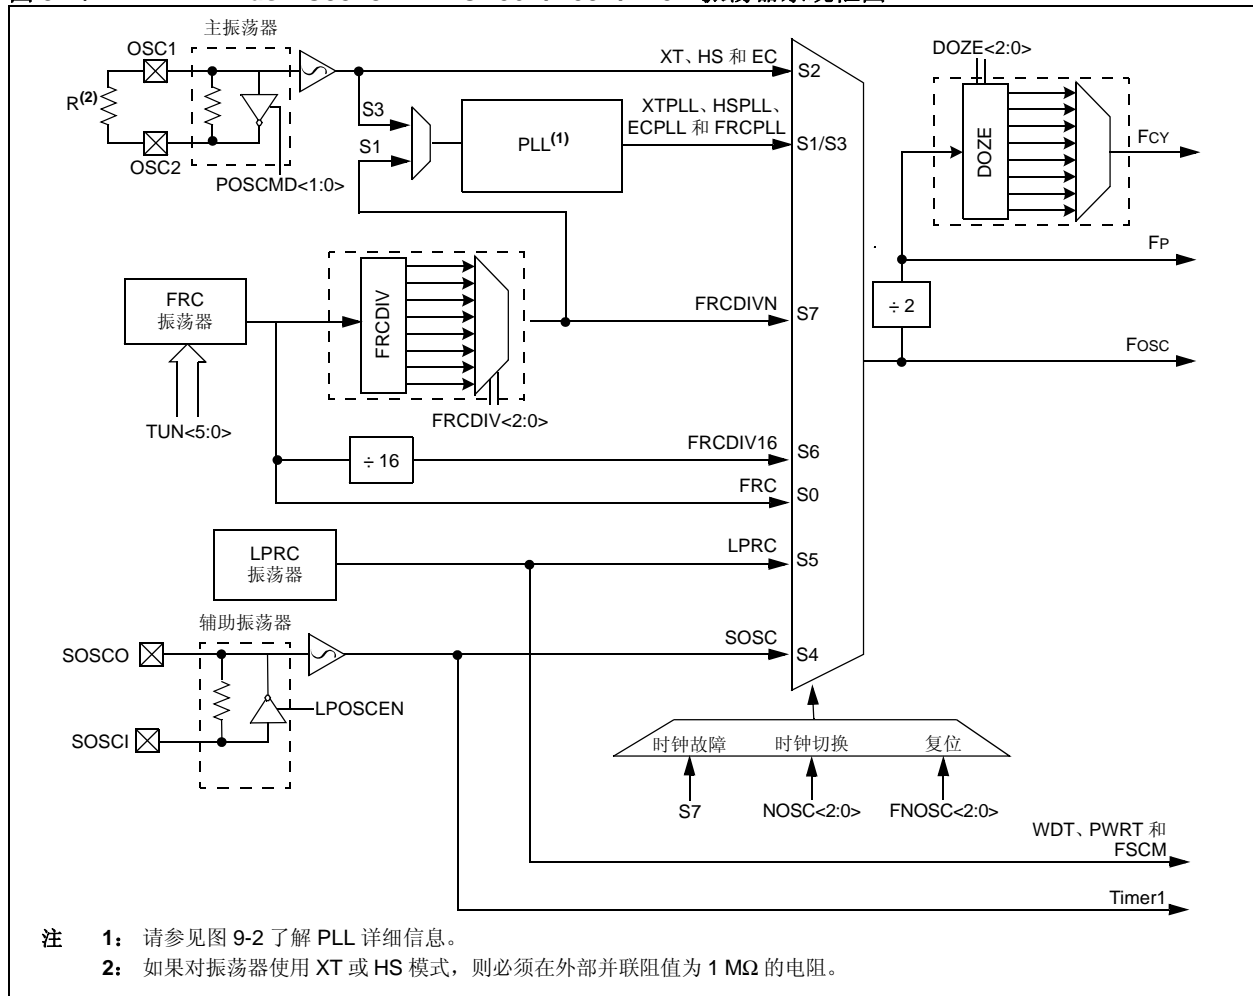 主振荡器
OSC1
R(2)
OSC2
POSCMD<1:0>
S3
S1
PLL(1)
XT、HS 和 EC
S2
XTPLL、HSPLL、
ECPLL 和 FRCPLL
S1/S3
DOZE<2:0>
DOZE
FCY
FP
÷ 2
FOSC
FRC
振荡器
TUN<5:0>
FRCDIV
FRCDIV<2:0>
FRCDIVN
S7
÷ 16
FRCDIV16
S6
FRC
S0
LPRC
振荡器
LPRC
S5
辅助振荡器
SOSCO
SOSCI
LPOSCEN
SOSC
S4
时钟故障
时钟切换
复位
S7
NOSC<2:0>
FNOSC<2:0>
WDT、PWRT 和
FSCM
Timer1
注 1： 请参见图 9-2 了解 PLL 详细信息。
2： 如果对振荡器使用 XT 或 HS 模式，则必须在外部并联阻值为 1 MΩ 的电阻。